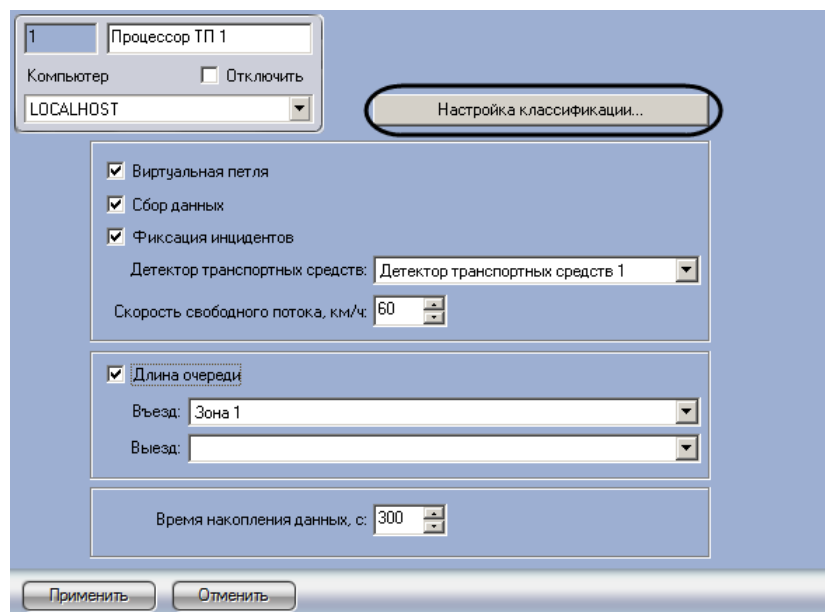 1
Процессор ТП 1
Компьютер
Отключить
LOCALHOST
Настройка классификации...
Виртуальная петля
Сбор данных
Фиксация инцидентов
Детектор транспортных средств: Детектор транспортных средств 1
Скорость свободного потока, км/ч: 60
Длина очереди
Въезд: Зона 1
Выезд:
Время накопления данных, с: 300
Применить
Отменить